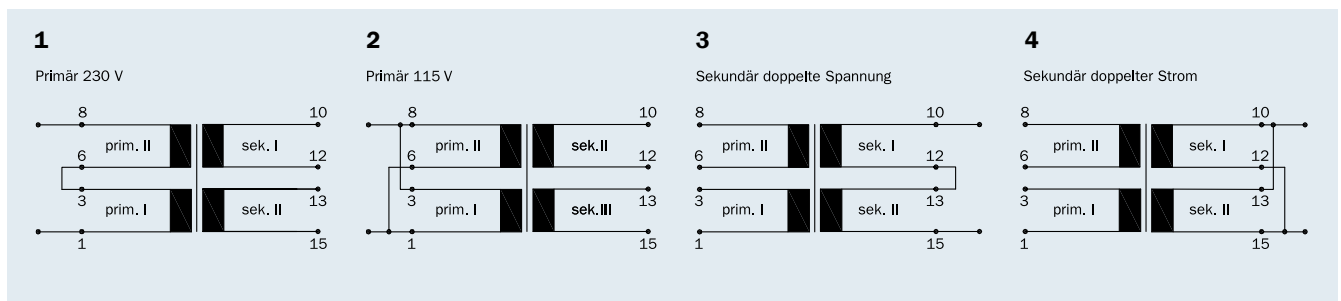 1
2
3
4
Primär 230 V
Primär 115 V
Sekundär doppelte Spannung
Sekundär doppelter Strom
8 10 8 10 8 10 8 10
prim. II sek. I prim. II sek.II prim. II sek. I prim. II sek. I
6 12 6 12 6 12 6 12
3 13 3 13 3 13 3 13
prim. I sek. II prim. I sek.III prim. I sek. II prim. I sek. II
1 15 1 15 1 15 1 15